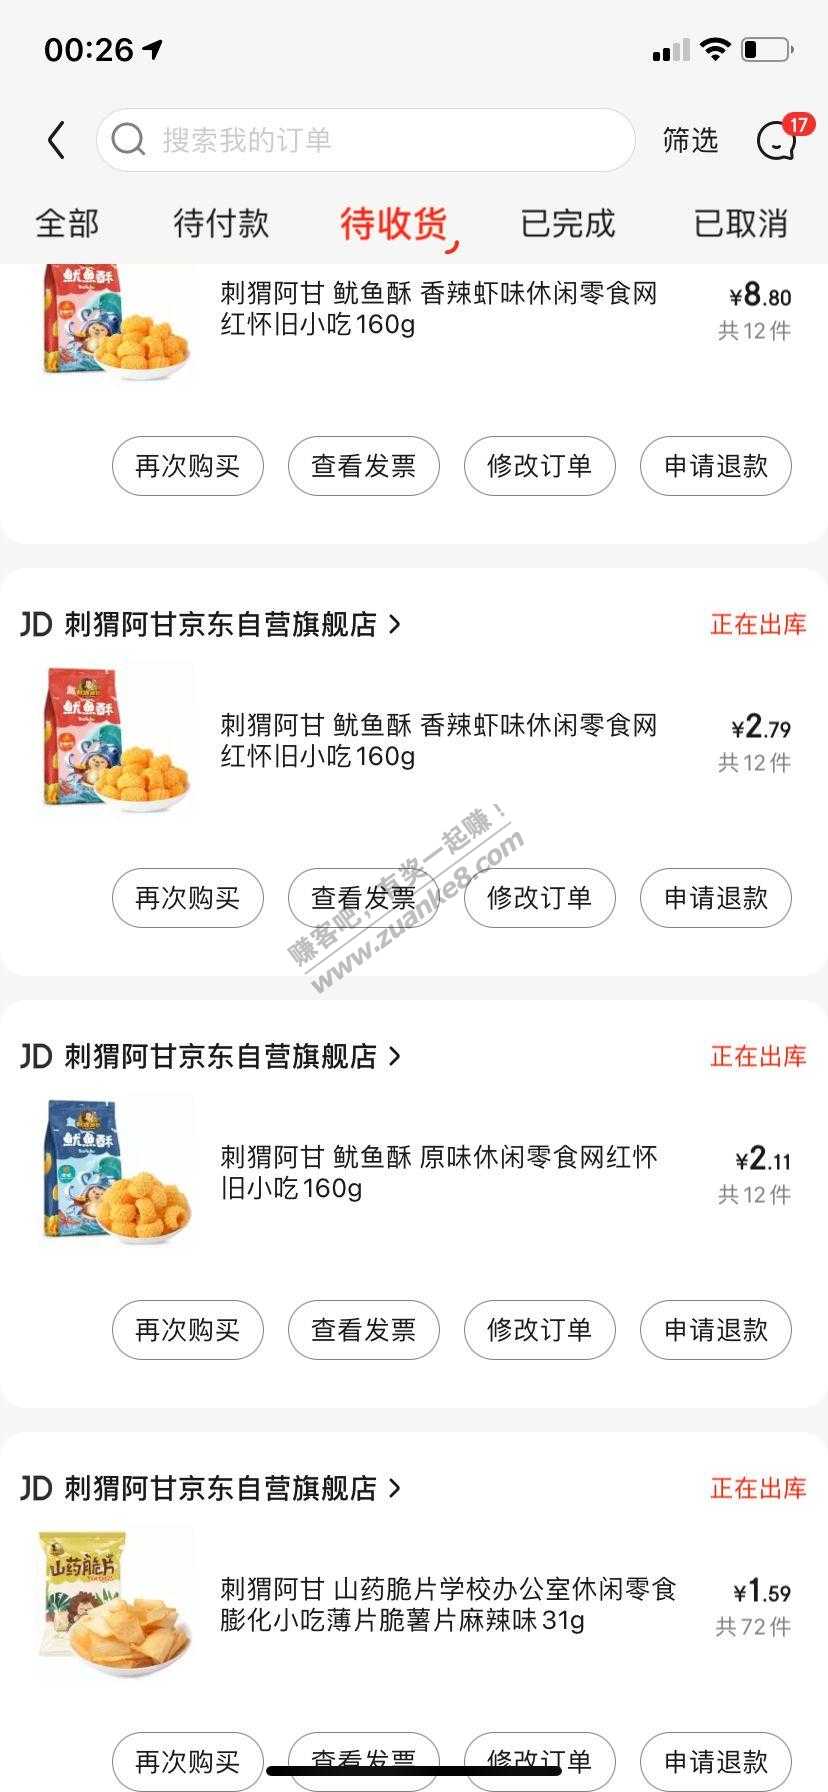 00:26
搜索我的订单
筛选
17
全部
待付款
待收货
已完成
已取消
鱿鱼酥
刺猬阿甘 鱿鱼酥 香辣虾味休闲零食网
红怀旧小吃160g
¥8.80
共12件
再次购买
查看发票
修改订单
申请退款
JD 刺猬阿甘京东自营旗舰店
正在出库
鱿鱼酥
刺猬阿甘 鱿鱼酥 香辣虾味休闲零食网
红怀旧小吃160g
¥2.79
共12件
再次购买
查看发票
修改订单
申请退款
赚客吧，有奖一起赚！
www.zuanke8.com
JD 刺猬阿甘京东自营旗舰店
正在出库
鱿鱼酥
刺猬阿甘 鱿鱼酥 原味休闲零食网红怀
旧小吃160g
¥2.11
共12件
再次购买
查看发票
修改订单
申请退款
JD 刺猬阿甘京东自营旗舰店
正在出库
山药脆片
刺猬阿甘 山药脆片学校办公室休闲零食
膨化小吃薄片脆薯片麻辣味31g
¥1.59
共72件
再次购买
查看发票
修改订单
申请退款